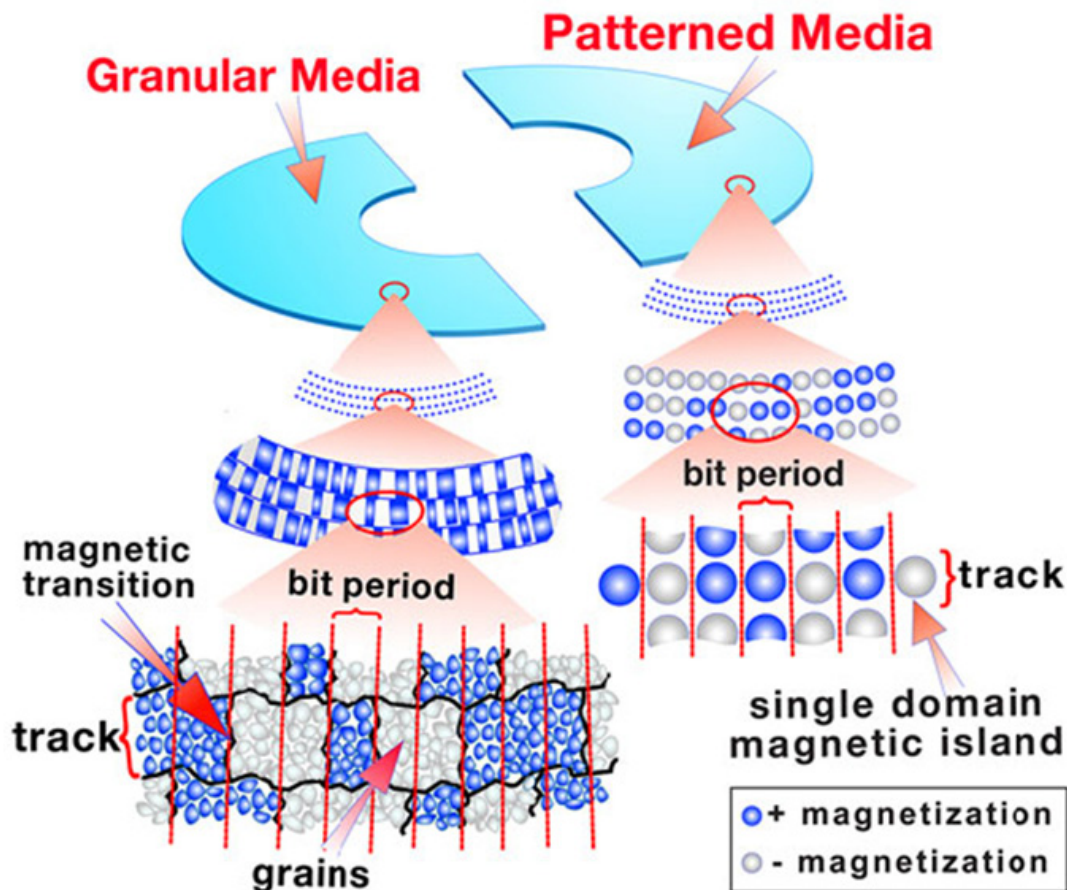 Granular Media
Patterned Media
bit period
track
single domain
magnetic island
magnetic
transition
bit period
track
grains
+ magnetization
- magnetization